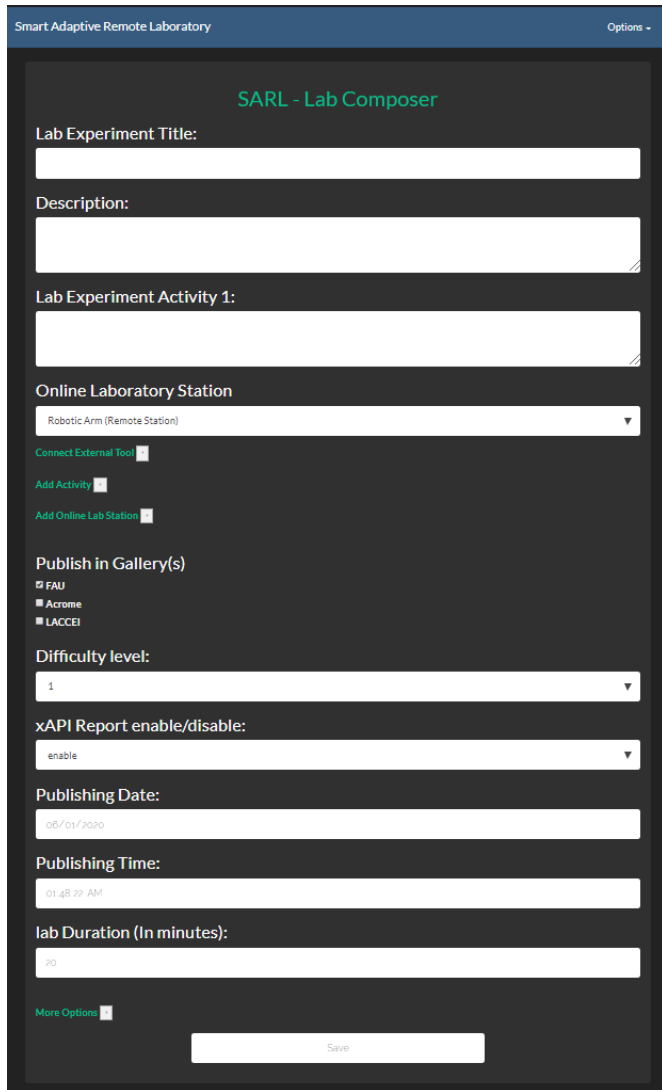 Smart Adaptive Remote Laboratory Options
SARL - Lab Composer
Lab Experiment Title:
Description:
Lab Experiment Activity 1:
Online Laboratory Station
Robotic Arm (Remote Station)
Connect External Tool
Add Activity
Add Online Lab Station
Publish in Gallery(s)
FAU
Acrome
LACCEI
Difficulty level:
1
xAPI Report enable/disable:
enable
Publishing Date:
06/01/2020
Publishing Time:
01:48:22 AM
lab Duration (In minutes):
20
More Options
Save